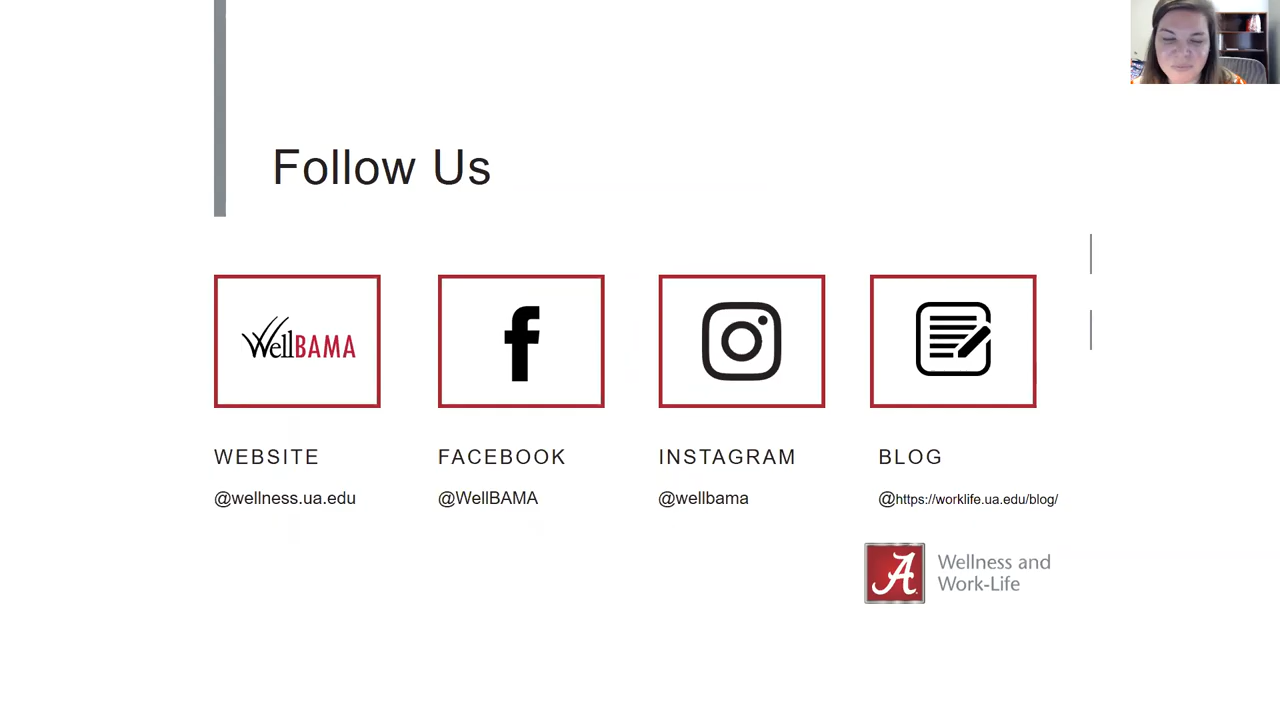 Follow Us
WellBAMA
WEBSITE
@wellness.ua.edu
FACEBOOK
@WellBAMA
INSTAGRAM
@wellbama
BLOG
@https://worklife.ua.edu/blog/
A
Wellness and
Work-Life